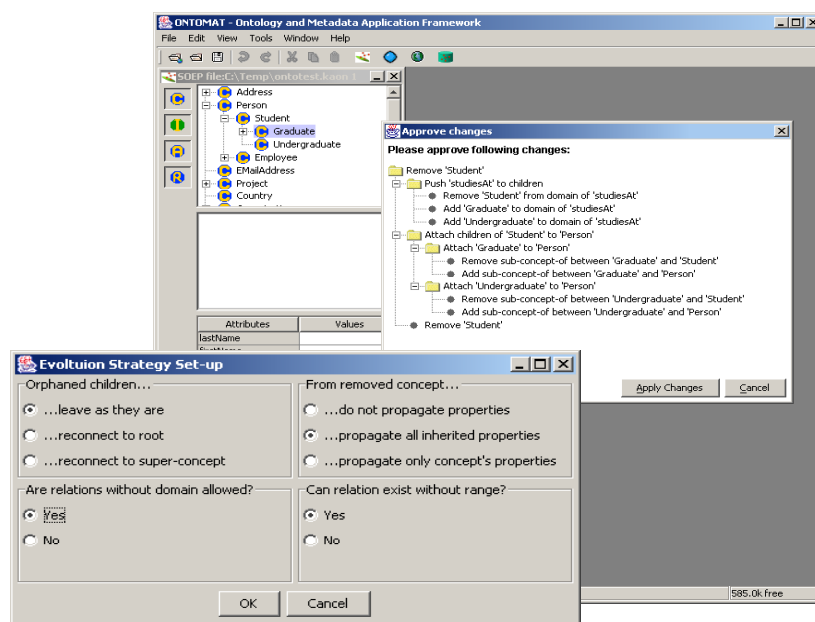 ONTOMAT - Ontology and Metadata Application Framework
File Edit View Tools Window Help
SOEP file:C:\Temp\ontotest.kaon
Address
Person
Student
Graduate
Undergraduate
Employee
EMailAddress
Project
Country
Attributes Values
lastName
Approve changes
Please approve following changes:
Remove 'Student'
Push 'studiesAt' to children
Remove 'Student' from domain of 'studiesAt'
Add 'Graduate' to domain of 'studiesAt'
Add 'Undergraduate' to domain of 'studiesAt'
Attach children of 'Student' to 'Person'
Attach 'Graduate' to 'Person'
Remove sub-concept-of between 'Graduate' and 'Student'
Add sub-concept-of between 'Graduate' and 'Person'
Attach 'Undergraduate' to 'Person'
Remove sub-concept-of between 'Undergraduate' and 'Student'
Add sub-concept-of between 'Undergraduate' and 'Person'
Remove 'Student'
Apply Changes Cancel
Evoltuion Strategy Set-up
Orphaned children...
...leave as they are
...reconnect to root
...reconnect to super-concept
From removed concept...
...do not propagate properties
...propagate all inherited properties
...propagate only concept's properties
Are relations without domain allowed?
Yes
No
Can relation exist without range?
Yes
No
OK Cancel
585.0k free